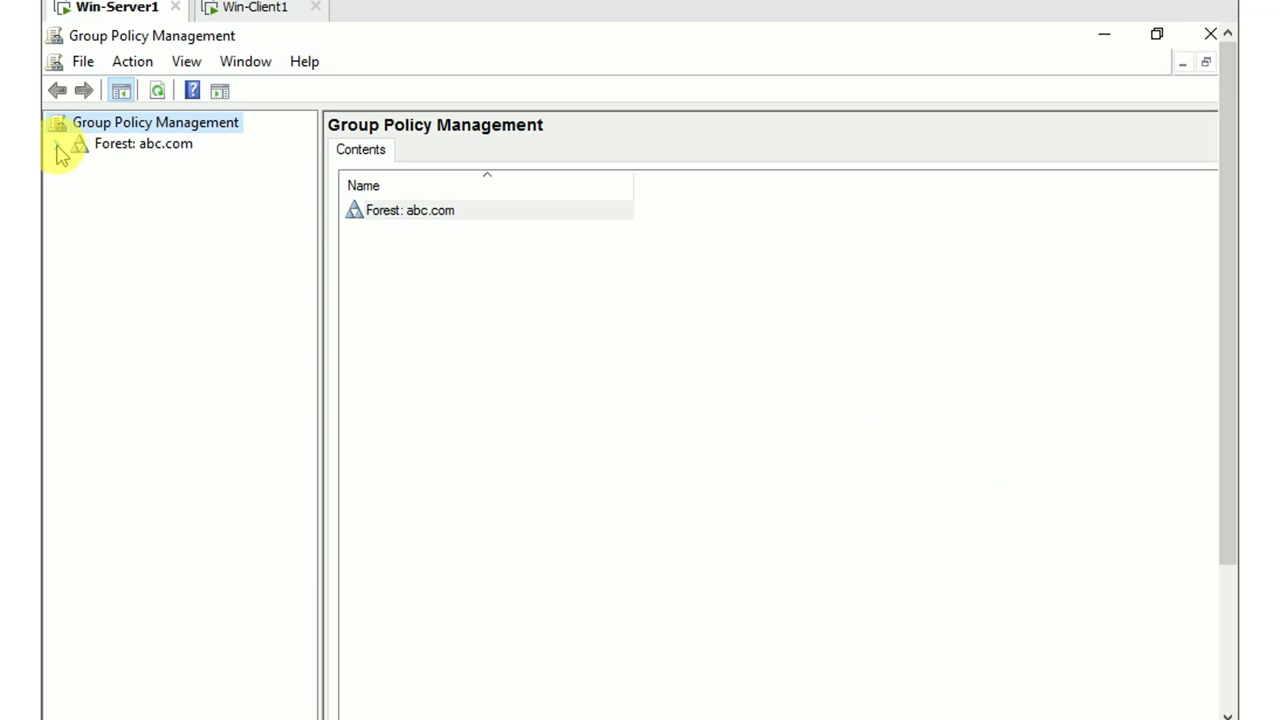 Win-Server1
Win-Client1
Group Policy Management
File Action View Window Help
Group Policy Management
Forest: abc.com
Group Policy Management
Contents
Name
Forest: abc.com